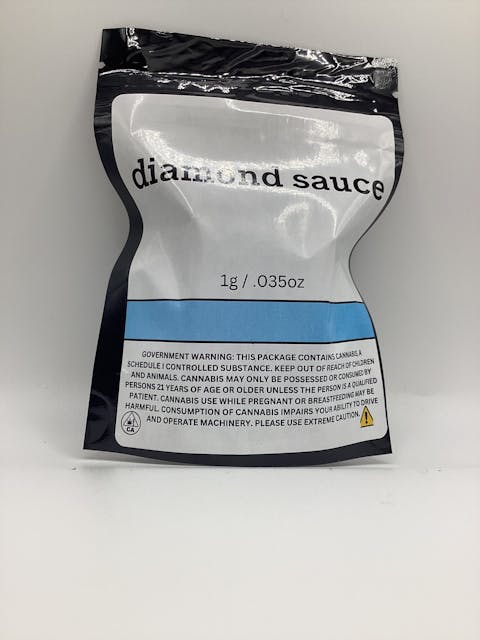 diamond sauce
1g / .035oz
GOVERNMENT WARNING: THIS PACKAGE CONTAINS CANNABIS, A
SCHEDULE I CONTROLLED SUBSTANCE. KEEP OUT OF REACH OF CHILDREN
AND ANIMALS. CANNABIS MAY ONLY BE POSSESSED OR CONSUMED BY
PERSONS 21 YEARS OF AGE OR OLDER UNLESS THE PERSON IS A QUALIFIED
PATIENT. CANNABIS USE WHILE PREGNANT OR BREASTFEEDING MAY BE
HARMFUL. CONSUMPTION OF CANNABIS IMPAIRS YOUR ABILITY TO DRIVE
AND OPERATE MACHINERY. PLEASE USE EXTREME CAUTION.
CA